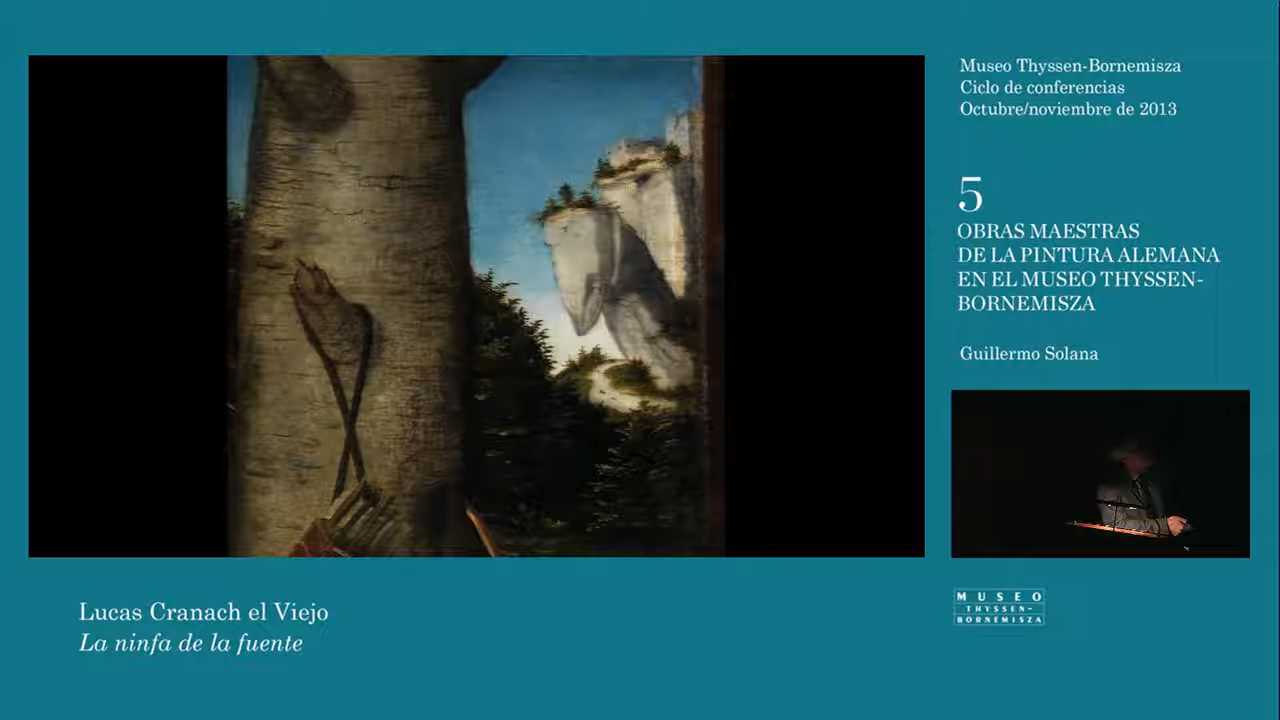 Museo Thyssen-Bornemisza
Ciclo de conferencias
Octubre/noviembre de 2013
5
OBRAS MAESTRAS
DE LA PINTURA ALEMANA
EN EL MUSEO THYSSEN-
BORNEMISZA
Guillermo Solana
Lucas Cranach el Viejo
La ninfa de la fuente
MUSEO
THYSSEN-
BORNEMISZA